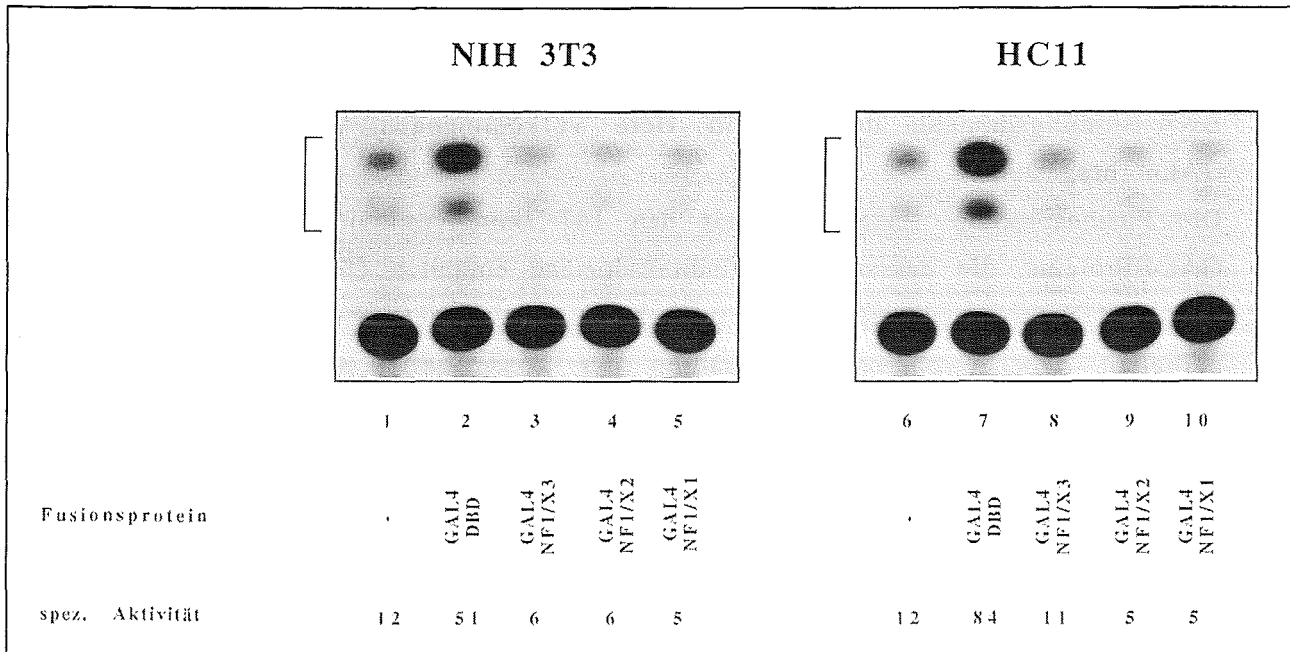 NIH 3T3 HC11
1 2 3 4 5 6 7 8 9 10
Fusionsprotein - GAL4 DBD GAL4 NF1/X3 GAL4 NF1/X2 GAL4 NF1/X1 - GAL4 DBD GAL4 NF1/X3 GAL4 NF1/X2 GAL4 NF1/X1
spez. Aktivität 12 51 6 6 5 12 84 11 5 5